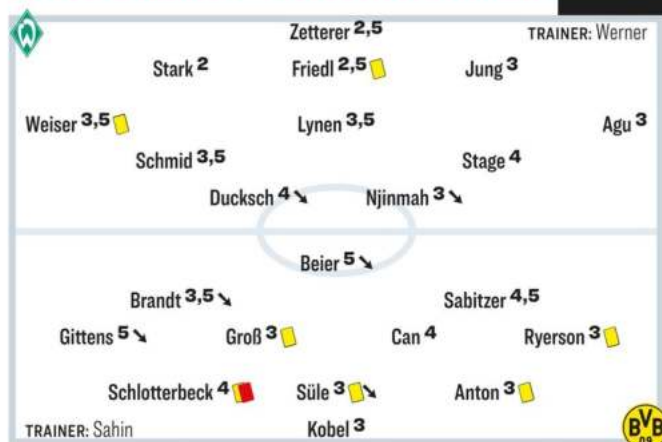 Zetterer 2,5 TRAINER: Werner
Stark 2 Friedl 2,5 Jung 3
Weiser 3,5 Lynen 3,5 Agu 3
Schmid 3,5 Stage 4
Ducksch 4 Njinmah 3
Beier 5
Brandt 3,5 Sabitzer 4,5
Gittens 5 Groß 3 Can 4 Ryerson 3
Schlotterbeck 4 Süle 3 Anton 3
TRAINER: Sahin Kobel 3 BVB
09